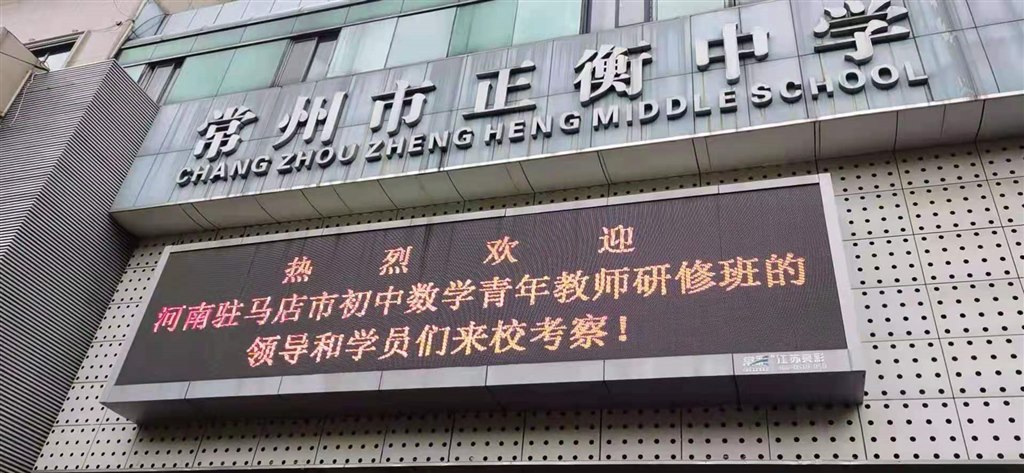 常州市正衡中学
CHANG ZHOU ZHENG HENG MIDDLE SCHOOL
热烈欢迎
河南驻马店市初中数学青年教师研修班的
领导和学员们来校考察！